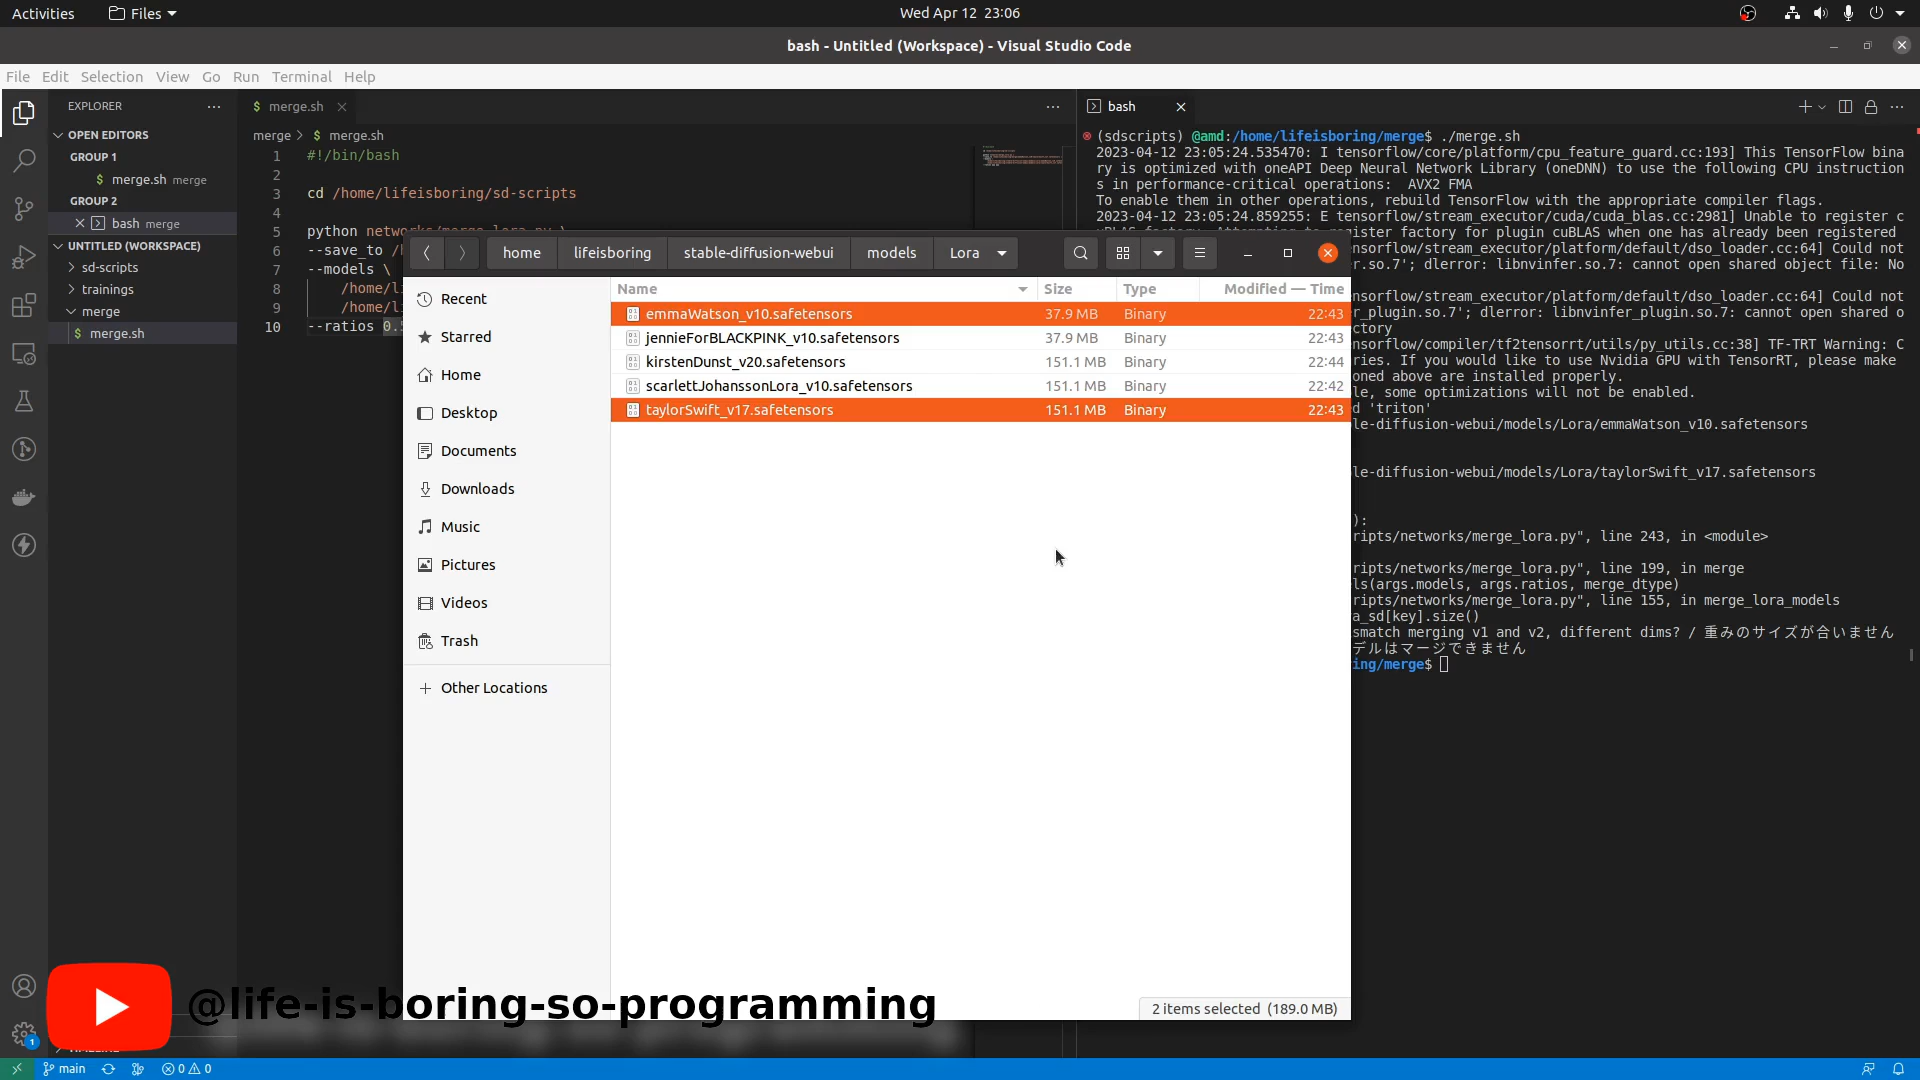 Activities
Files
Wed Apr 12 23:06
bash - Untitled (Workspace) - Visual Studio Code
File Edit Selection View Go Run Terminal Help
EXPLORER
OPEN EDITORS
GROUP 1
$ merge.sh merge
GROUP 2
bash merge
UNTITLED (WORKSPACE)
sd-scripts
trainings
merge
$ merge.sh
$ merge.sh
merge > $ merge.sh
1 #!/bin/bash
2
3 cd /home/lifeisboring/sd-scripts
4
5 python networks/merge_lora.py \
6 --save_to /h
7 --models \
8 /home/li
9 /home/li
10 --ratios 0.5
home
lifeisboring
stable-diffusion-webui
models
Lora
Recent
Starred
Home
Desktop
Documents
Downloads
Music
Pictures
Videos
Trash
Other Locations
Name Size Type Modified — Time
emmaWatson_v10.safetensors 37.9 MB Binary 22:43
jennieForBLACKPINK_v10.safetensors 37.9 MB Binary 22:43
kirstenDunst_v20.safetensors 151.1 MB Binary 22:44
scarlettJohanssonLora_v10.safetensors 151.1 MB Binary 22:42
taylorSwift_v17.safetensors 151.1 MB Binary 22:43
2 items selected (189.0 MB)
bash
(sdscripts) @amd:/home/lifeisboring/merge$ ./merge.sh
2023-04-12 23:05:24.535470: I tensorflow/core/platform/cpu_feature_guard.cc:193] This TensorFlow bina
ry is optimized with oneAPI Deep Neural Network Library (oneDNN) to use the following CPU instruction
s in performance-critical operations: AVX2 FMA
To enable them in other operations, rebuild TensorFlow with the appropriate compiler flags.
2023-04-12 23:05:24.859255: E tensorflow/stream_executor/cuda/cuda_blas.cc:2981] Unable to register c
uBLAS factory: Attempting to register factory for plugin cuBLAS when one has already been registered
nsorflow/stream_executor/platform/default/dso_loader.cc:64] Could not
r.so.7'; dlerror: libnvinfer.so.7: cannot open shared object file: No
nsorflow/stream_executor/platform/default/dso_loader.cc:64] Could not
r_plugin.so.7'; dlerror: libnvinfer_plugin.so.7: cannot open shared o
ctory
nsorflow/compiler/tf2tensorrt/utils/py_utils.cc:38] TF-TRT Warning: C
ries. If you would like to use Nvidia GPU with TensorRT, please make
oned above are installed properly.
le, some optimizations will not be enabled.
d 'triton'
le-diffusion-webui/models/Lora/emmaWatson_v10.safetensors
le-diffusion-webui/models/Lora/taylorSwift_v17.safetensors
):
ripts/networks/merge_lora.py", line 243, in <module>
ripts/networks/merge_lora.py", line 199, in merge
ls(args.models, args.ratios, merge_dtype)
ripts/networks/merge_lora.py", line 155, in merge_lora_models
a_sd[key].size()
smatch merging v1 and v2, different dims? / 重みのサイズが合いません
デルはマージできません
ing/merge$
@life-is-boring-so-programming
1
main
0 0